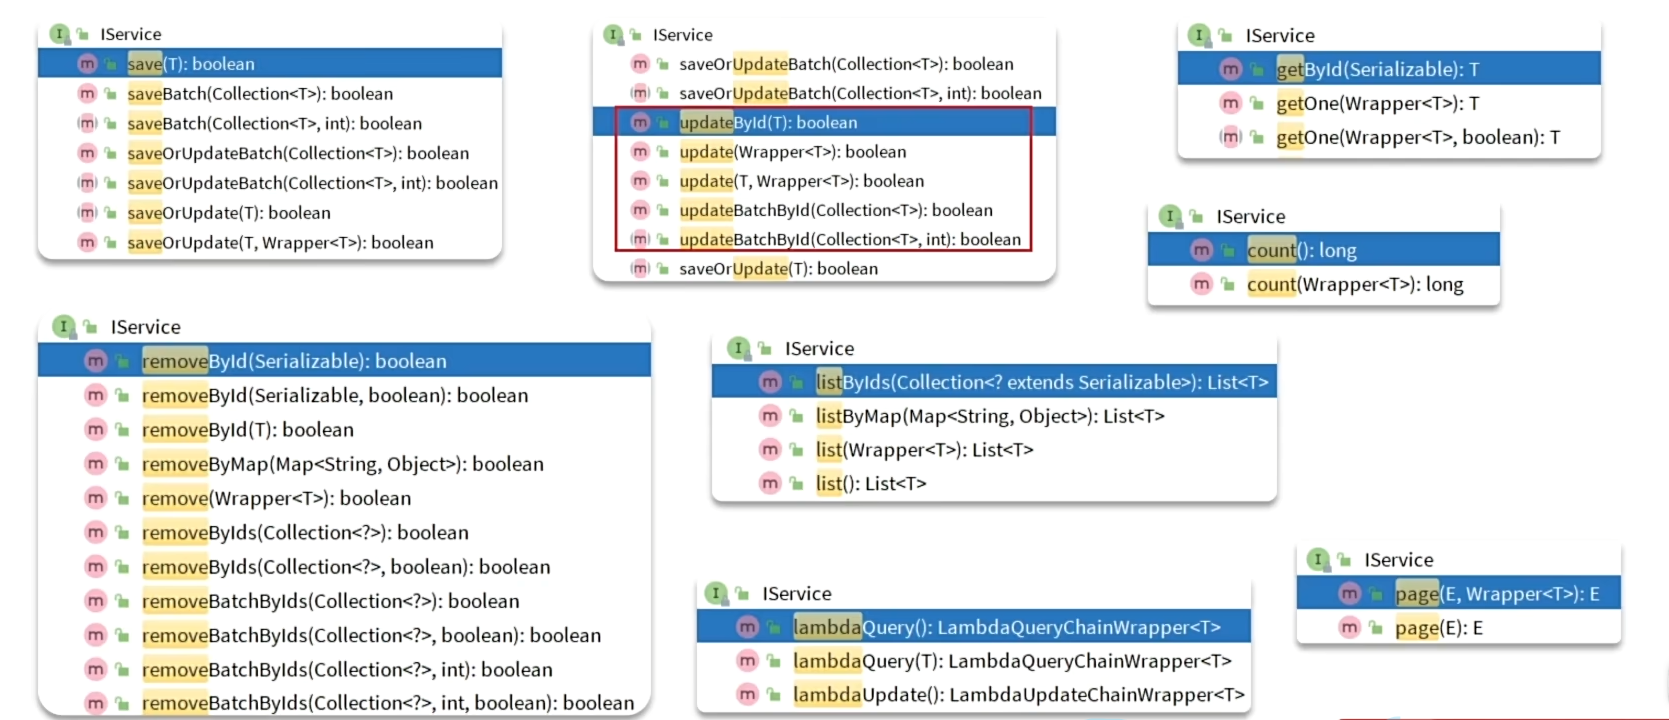 IService
save(T): boolean
saveBatch(Collection<T>): boolean
saveBatch(Collection<T>, int): boolean
saveOrUpdateBatch(Collection<T>): boolean
saveOrUpdateBatch(Collection<T>, int): boolean
saveOrUpdate(T): boolean
saveOrUpdate(T, Wrapper<T>): boolean
IService
saveOrUpdateBatch(Collection<T>): boolean
saveOrUpdateBatch(Collection<T>, int): boolean
updateById(T): boolean
update(Wrapper<T>): boolean
update(T, Wrapper<T>): boolean
updateBatchById(Collection<T>): boolean
updateBatchById(Collection<T>, int): boolean
saveOrUpdate(T): boolean
IService
getById(Serializable): T
getOne(Wrapper<T>): T
getOne(Wrapper<T>, boolean): T
IService
count(): long
count(Wrapper<T>): long
IService
removeById(Serializable): boolean
removeById(Serializable, boolean): boolean
removeById(T): boolean
removeByMap(Map<String, Object>): boolean
remove(Wrapper<T>): boolean
removeByIds(Collection<?>): boolean
removeByIds(Collection<?>, boolean): boolean
removeBatchByIds(Collection<?>): boolean
removeBatchByIds(Collection<?>, boolean): boolean
removeBatchByIds(Collection<?>, int): boolean
removeBatchByIds(Collection<?>, int, boolean): boolean
IService
listByIds(Collection<? extends Serializable>): List<T>
listByMap(Map<String, Object>): List<T>
list(Wrapper<T>): List<T>
list(): List<T>
IService
lambdaQuery(): LambdaQueryChainWrapper<T>
lambdaQuery(T): LambdaQueryChainWrapper<T>
lambdaUpdate(): LambdaUpdateChainWrapper<T>
IService
page(E, Wrapper<T>): E
page(E): E